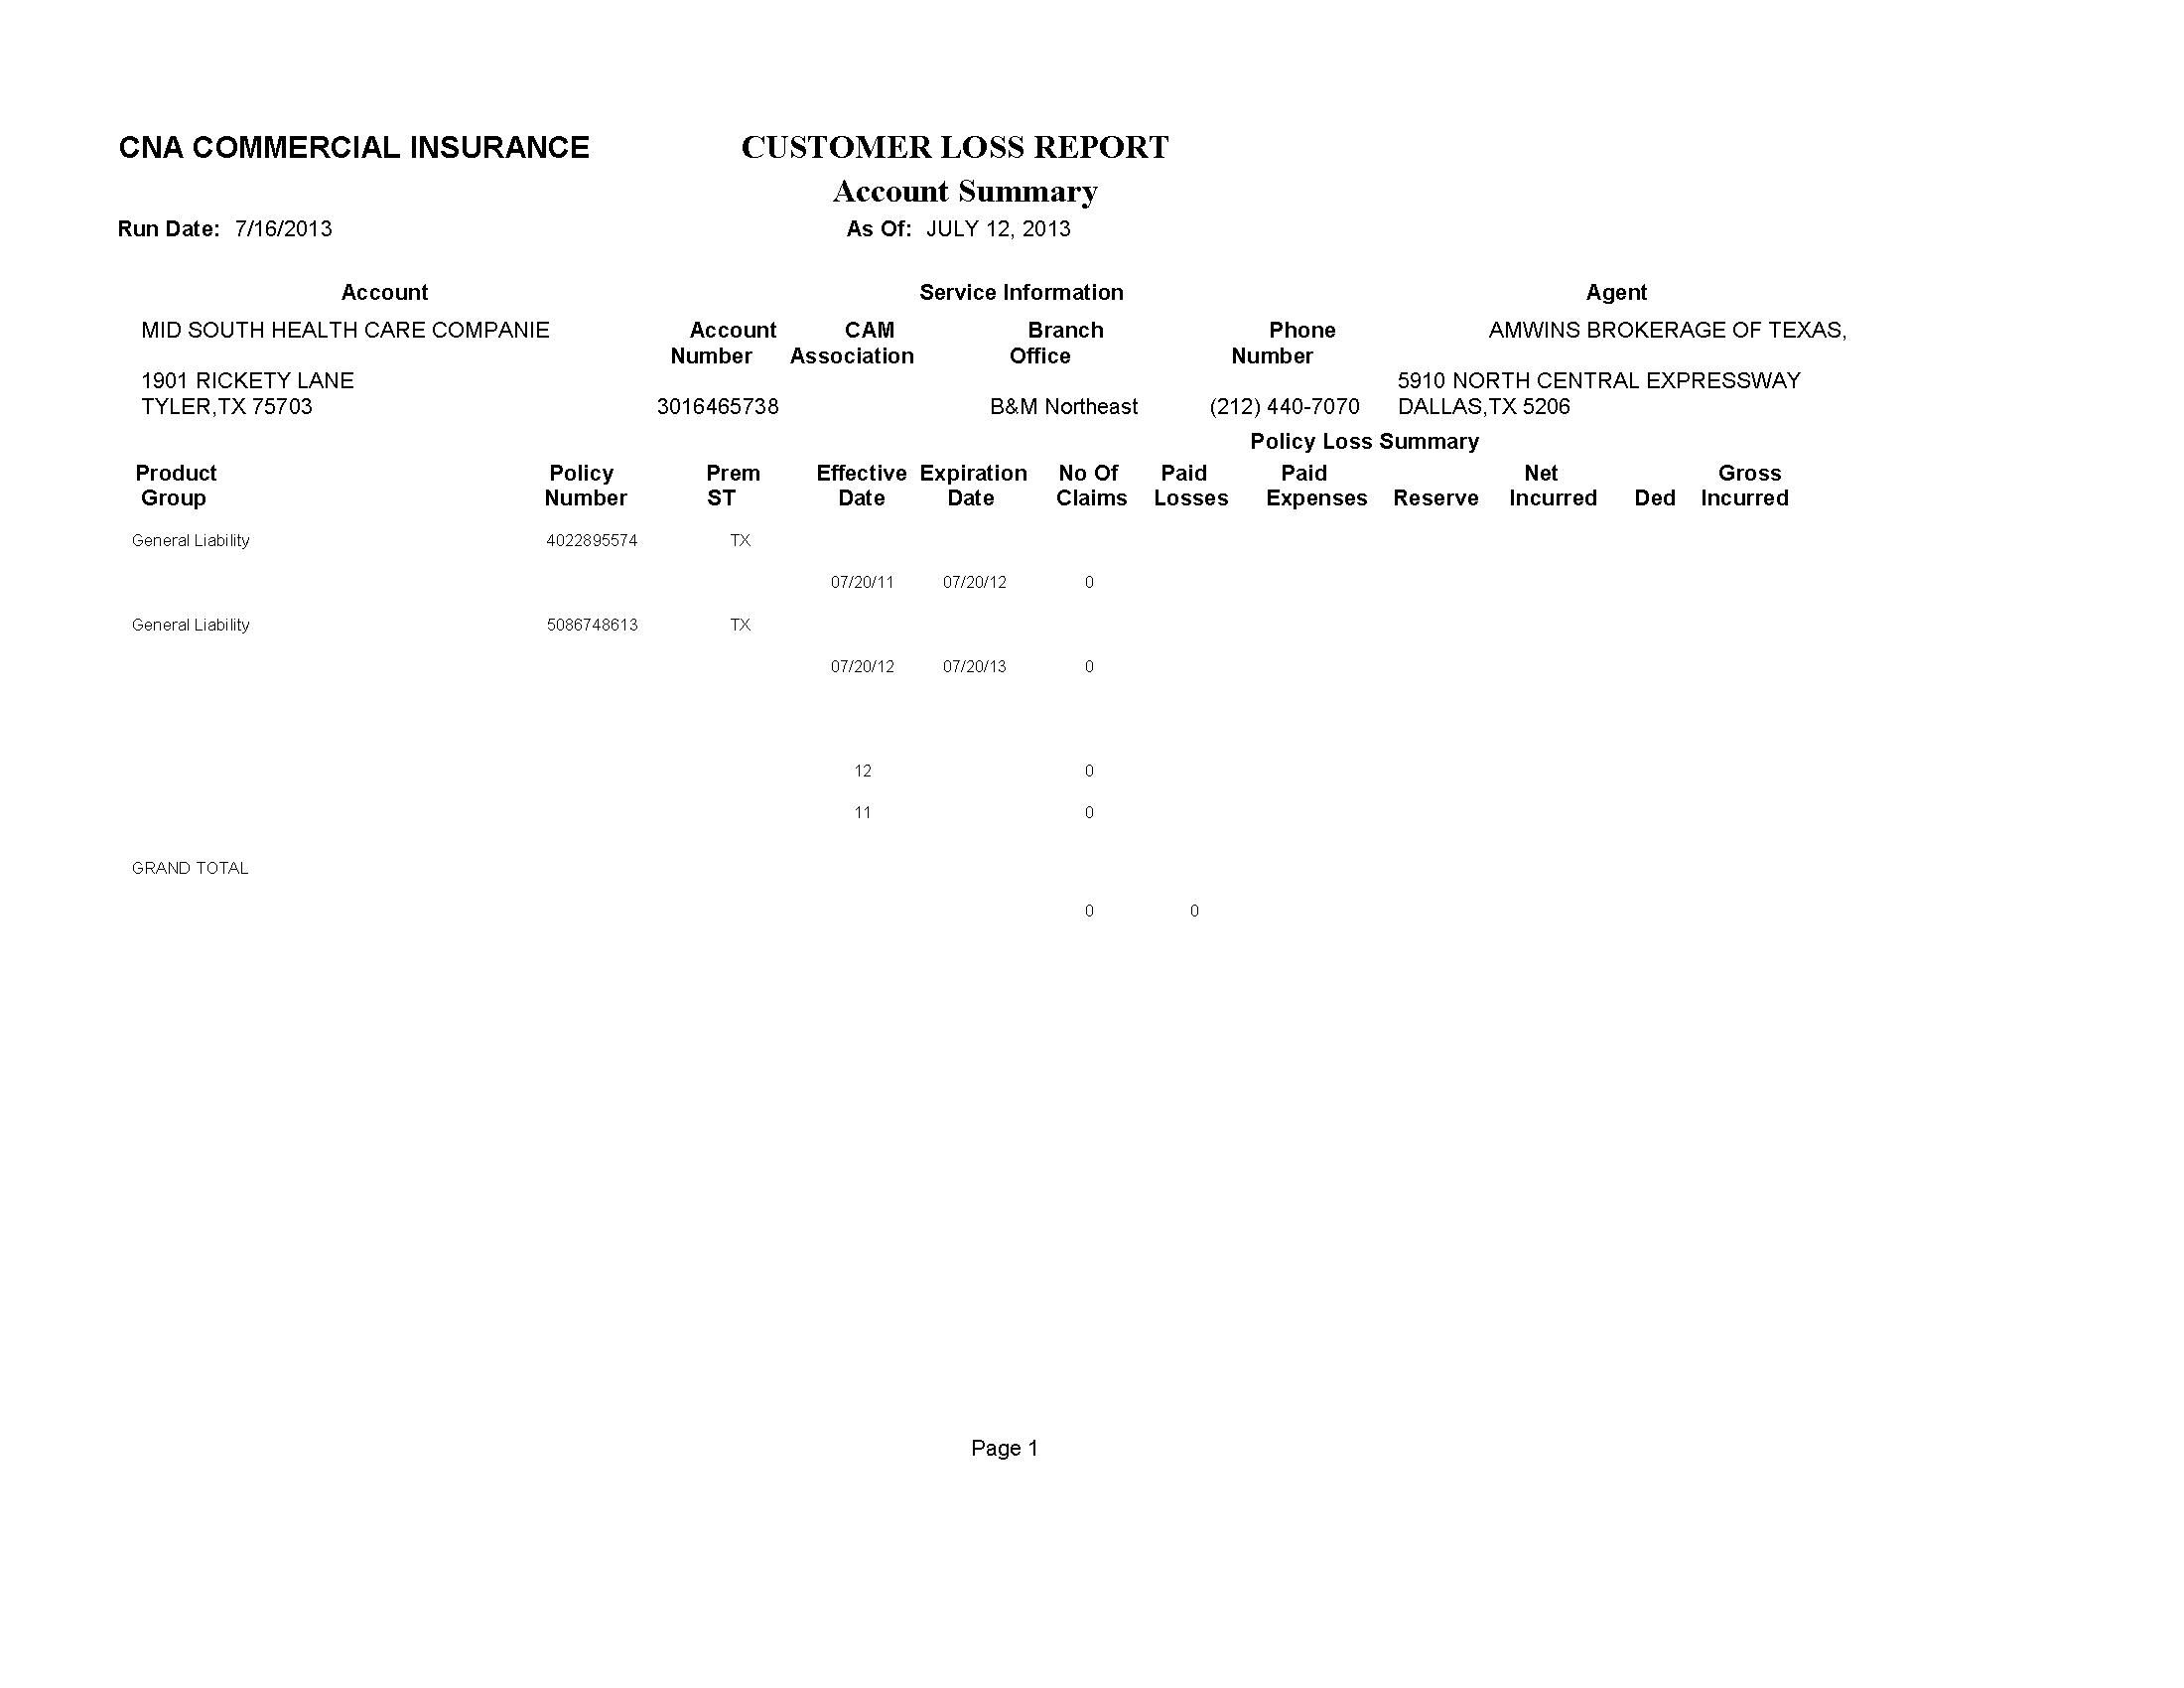 CNA COMMERCIAL INSURANCE CUSTOMER LOSS REPORT
Account Summary
Run Date: 7/16/2013 As Of: JULY 12, 2013
Account Service Information Agent
MID SOUTH HEALTH CARE COMPANIE Account CAM Branch Phone AMWINS BROKERAGE OF TEXAS,
Number Association Office Number
1901 RICKETY LANE 5910 NORTH CENTRAL EXPRESSWAY
TYLER,TX 75703 3016465738 B&M Northeast (212) 440-7070 DALLAS,TX 5206
Policy Loss Summary
Product Policy Prem Effective Expiration No Of Paid Paid Net Gross
Group Number ST Date Date Claims Losses Expenses Reserve Incurred Ded Incurred
General Liability 4022895574 TX
07/20/11 07/20/12 0
General Liability 5086748613 TX
07/20/12 07/20/13 0
12 0
11 0
GRAND TOTAL
0 0
Page 1